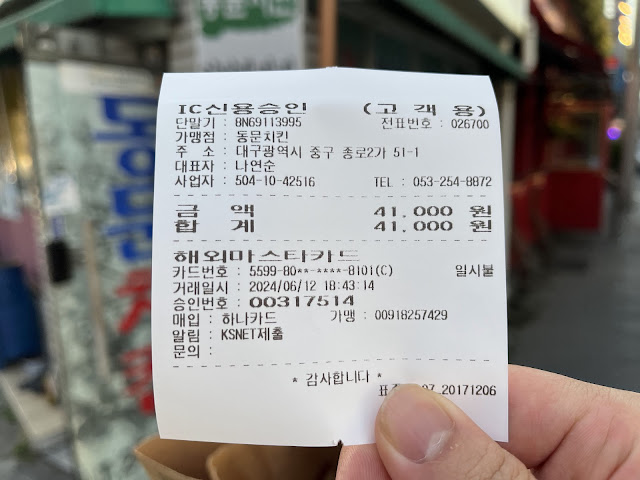 IC신용승인 (고객용)
단말기 : 8N69113995 전표번호 : 026700
가맹점 : 동문치킨
주 소 : 대구광역시 중구 종로2가 51-1
대표자 : 나연순
사업자 : 504-10-42516 TEL : 053-254-8872
금 액 41,000 원
합 계 41,000 원
해외마스타카드
카드번호 : 5599-80**-****-8101(C) 일시불
거래일시 : 2024/06/12 18:43:14
승인번호 : 00317514
매입 : 하나카드 가맹 : 00918257429
알림 : KSNET제출
문의 :
* 감사합니다 *
20171206
동문치킨